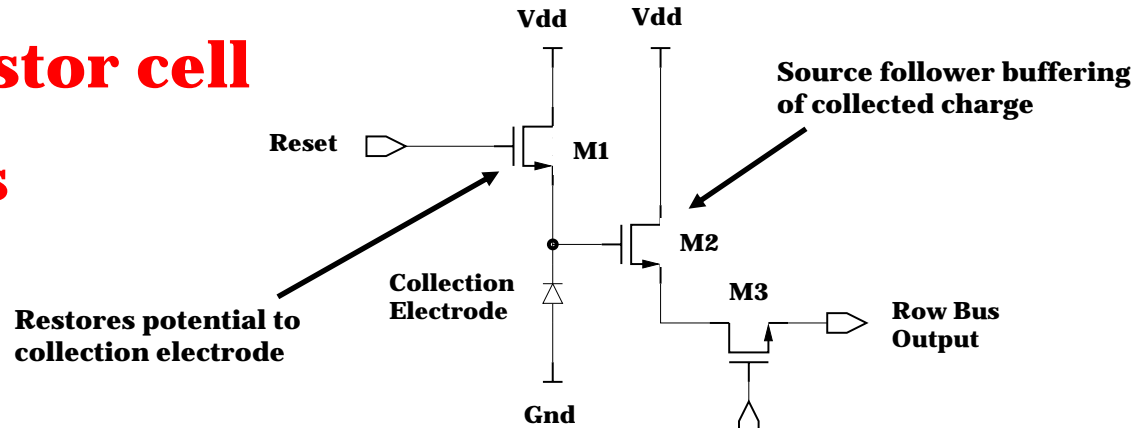 stor cell
s
Vdd
Vdd
Source follower buffering
of collected charge
Reset
M1
M2
Collection
Electrode
M3
Row Bus
Output
Restores potential to
collection electrode
Gnd